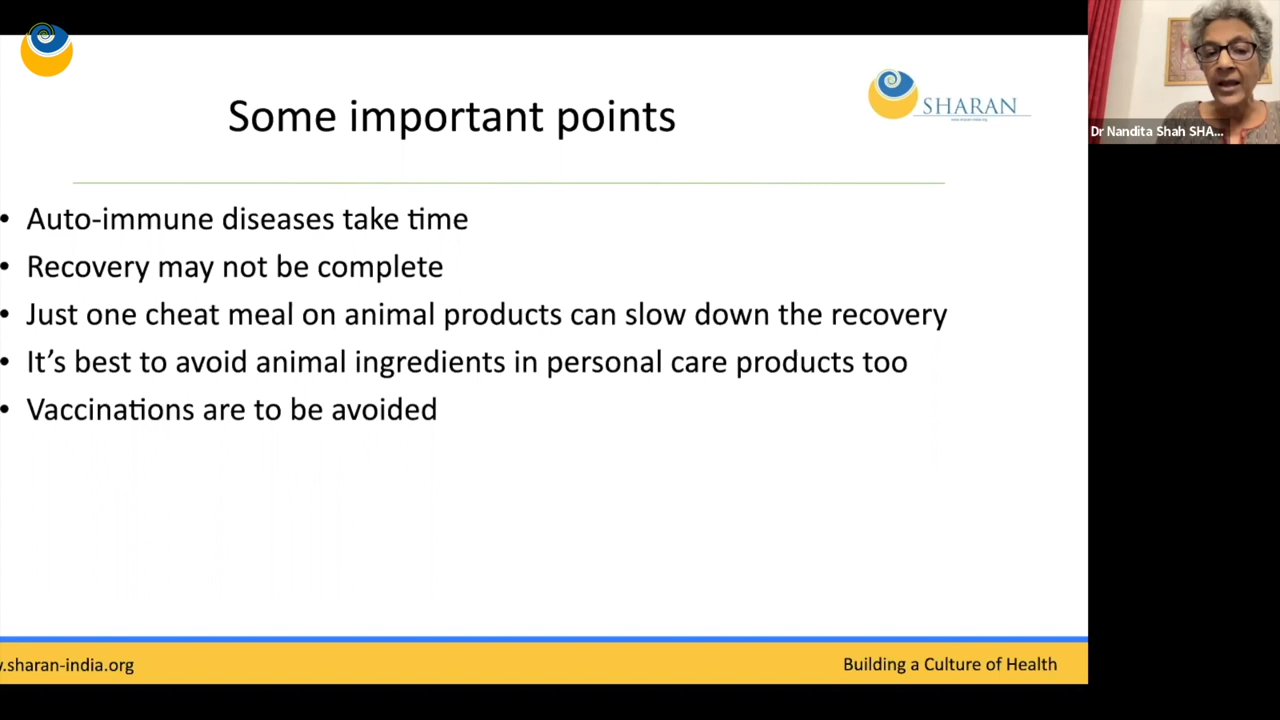 Some important points
SHARAN
• Auto-immune diseases take time
• Recovery may not be complete
• Just one cheat meal on animal products can slow down the recovery
• It's best to avoid animal ingredients in personal care products too
• Vaccinations are to be avoided
.sharan-india.org
Building a Culture of Health
Dr Nandita Shah SHA...